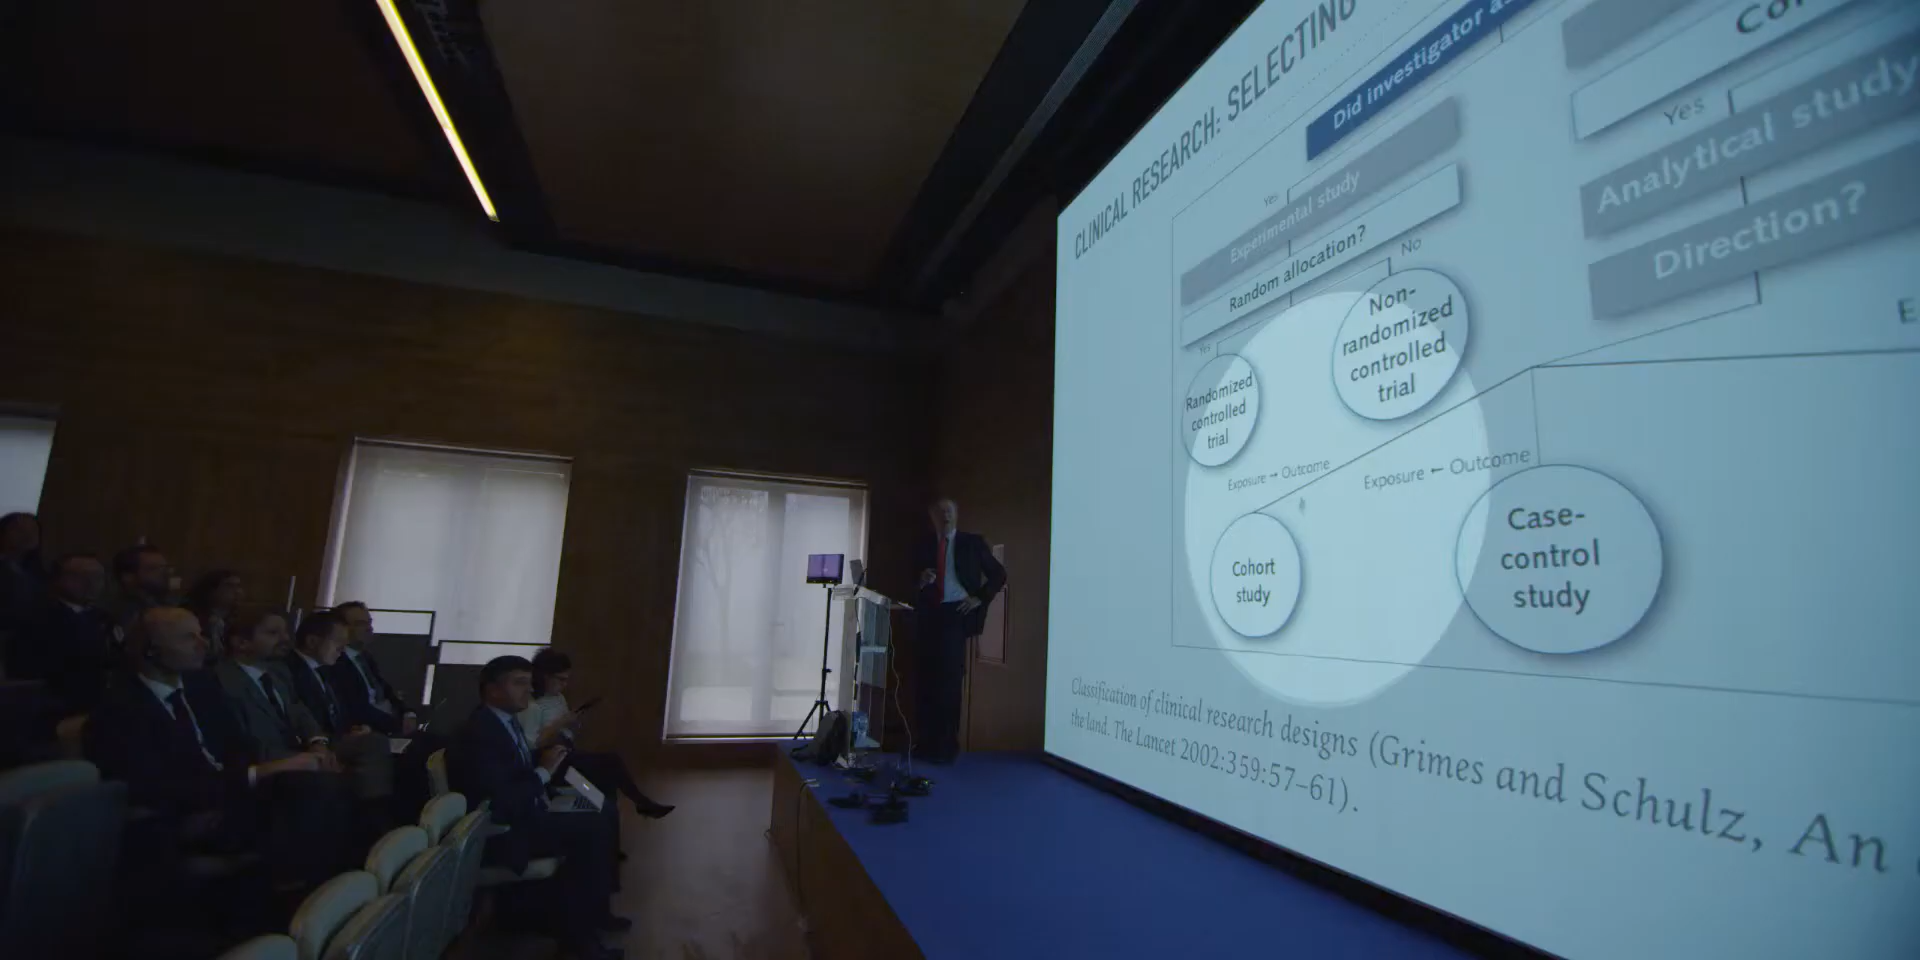 CLINICAL RESEARCH: SELECTING
Did investigator
Yes
Experimental study
Random allocation?
No
Yes
Randomized
controlled
trial
Non-
randomized
controlled
trial
Yes
Analytical study
Direction?
Exposure → Outcome
Exposure ← Outcome
Cohort
study
Case-
control
study
Classification of clinical research designs (Grimes and Schulz, An
the land. The Lancet 2002:359:57–61).